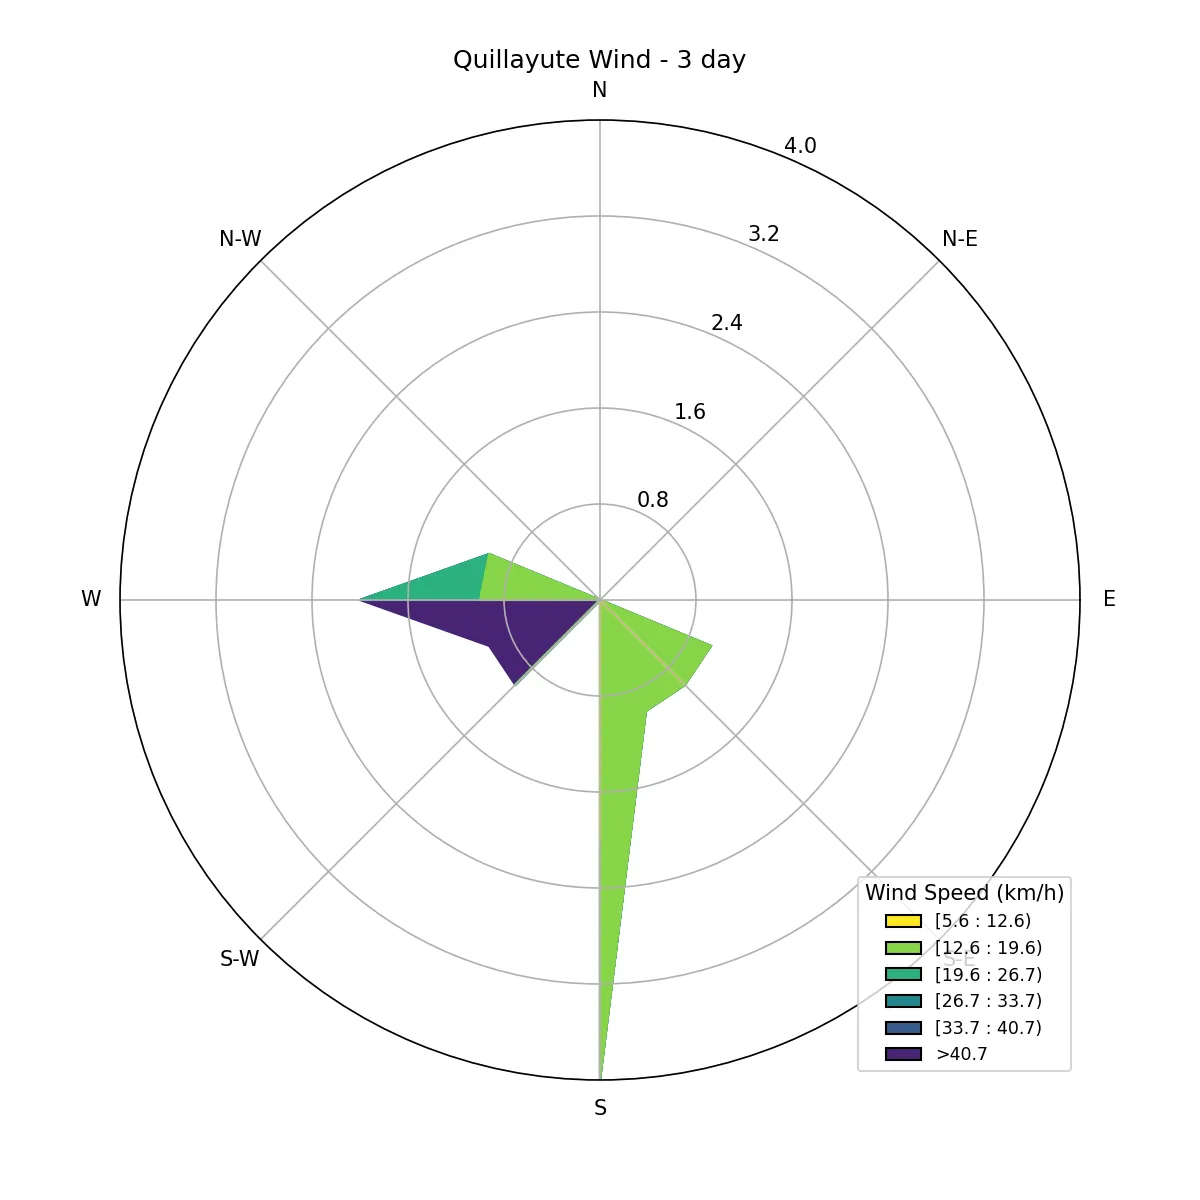 Quillayute Wind - 3 day
N
4.0
N-W
3.2
N-E
2.4
1.6
0.8
W
E
Wind Speed (km/h)
[5.6 : 12.6)
[12.6 : 19.6)
S-W
S-E
[19.6 : 26.7)
[26.7 : 33.7)
[33.7 : 40.7)
>40.7
S